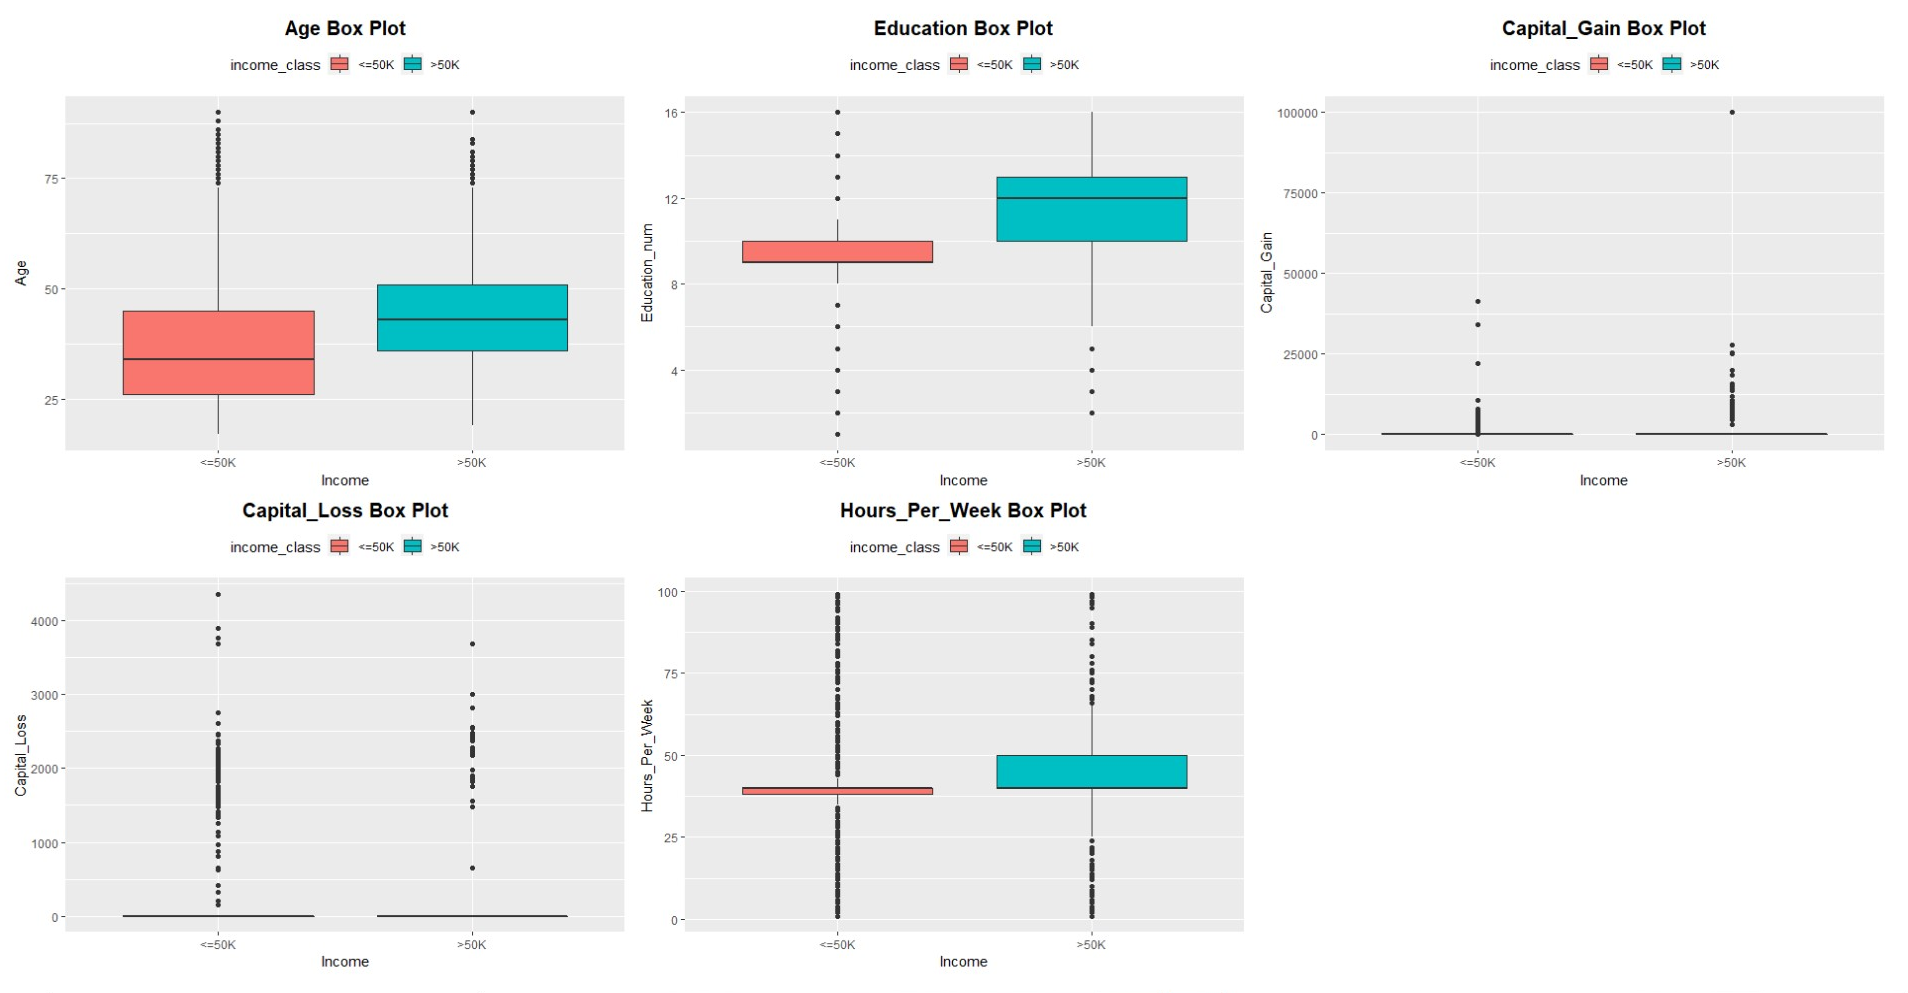 Age Box Plot
income_class <=50K >50K
Age
75
50
25
<=50K >50K
Income
Education Box Plot
income_class <=50K >50K
Education_num
16
12
8
4
<=50K >50K
Income
Capital_Gain Box Plot
income_class <=50K >50K
Capital_Gain
100000
75000
50000
25000
0
<=50K >50K
Income
Capital_Loss Box Plot
income_class <=50K >50K
Capital_Loss
4000
3000
2000
1000
0
<=50K >50K
Income
Hours_Per_Week Box Plot
income_class <=50K >50K
Hours_Per_Week
100
75
50
25
0
<=50K >50K
Income